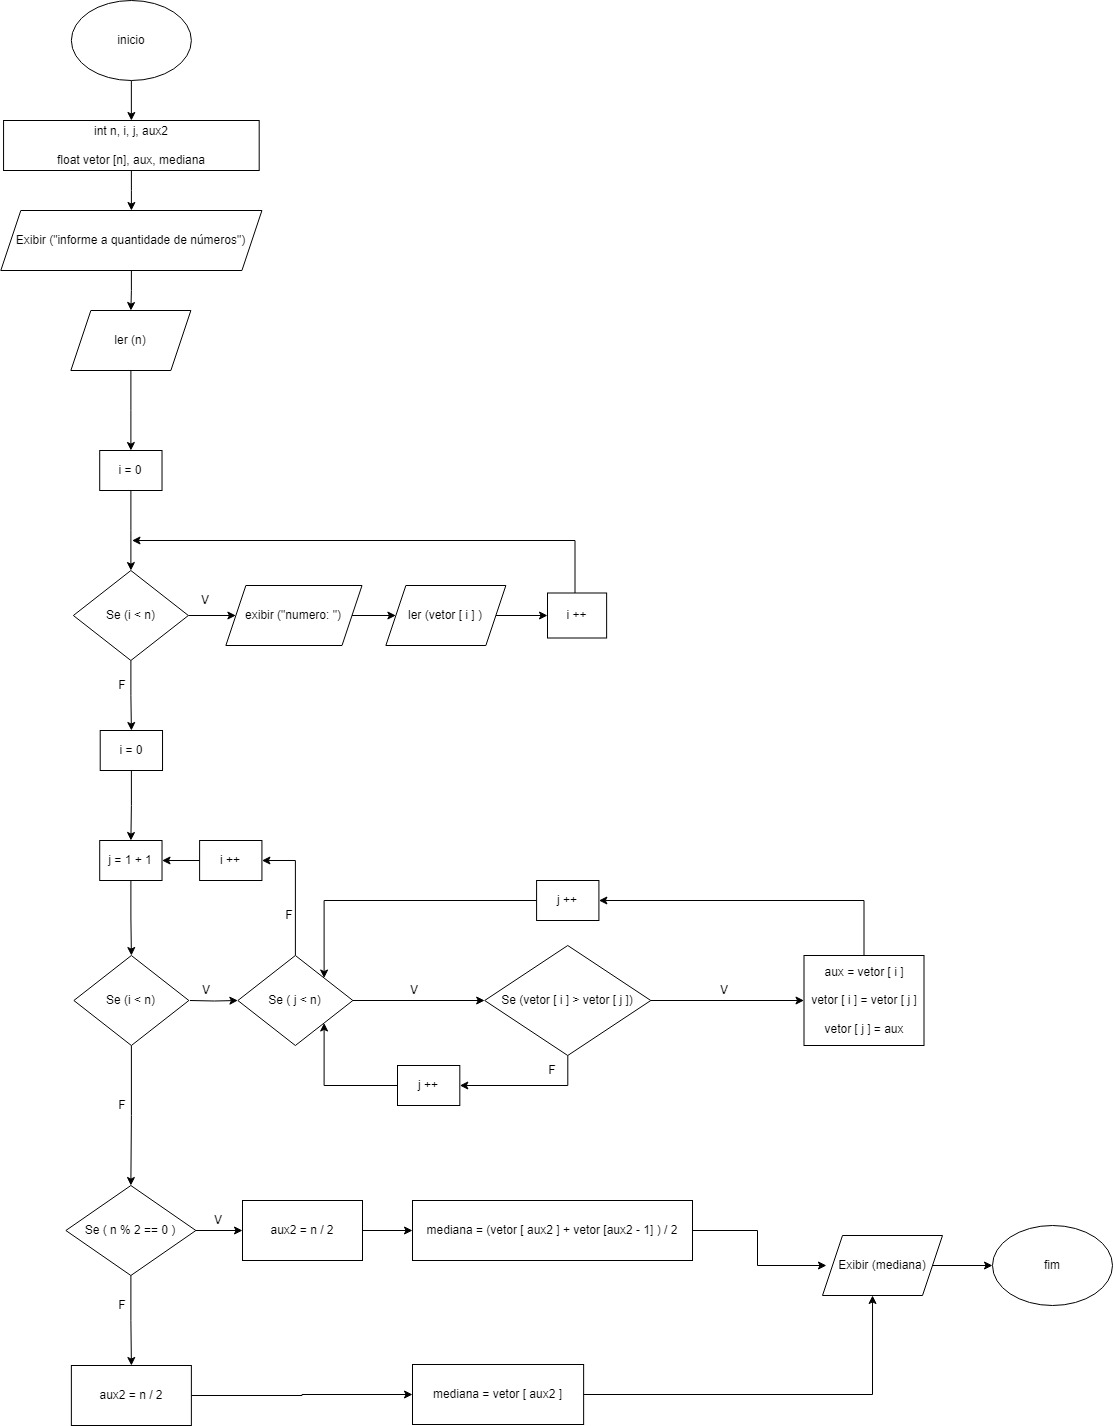 inicio
int n, i, j, aux2
float vetor [n], aux, mediana
Exibir ("informe a quantidade de números")
ler (n)
i = 0
Se (i < n)
V
exibir ("numero: ")
ler (vetor [ i ] )
i ++
F
i = 0
j = 1 + 1
i ++
j ++
F
Se (i < n)
V
Se ( j < n)
V
Se (vetor [ i ] > vetor [ j ])
V
aux = vetor [ i ]
vetor [ i ] = vetor [ j ]
vetor [ j ] = aux
F
j ++
F
Se ( n % 2 == 0 )
V
aux2 = n / 2
mediana = (vetor [ aux2 ] + vetor [aux2 - 1] ) / 2
Exibir (mediana)
fim
F
aux2 = n / 2
mediana = vetor [ aux2 ]